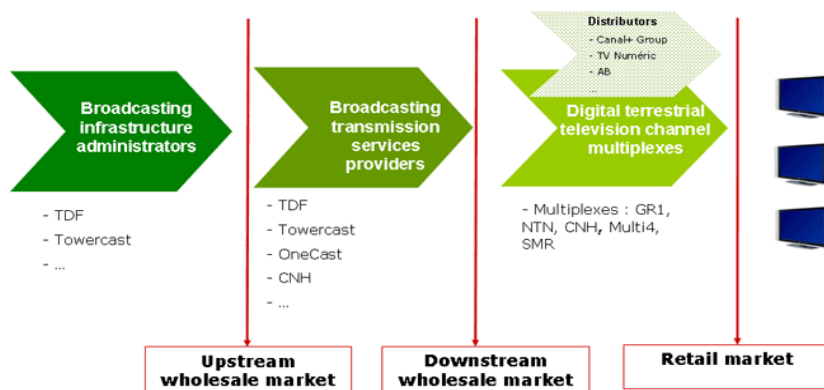 Distributors
- Canal+ Group
- TV Numéric
- AB
...
Broadcasting
infrastructure
administrators
Broadcasting
transmission
services
providers
Digital terrestrial
television channel
multiplexes
- TDF
- Towercast
- ...
- TDF
- Towercast
- OneCast
- CNH
- ...
- Multiplexes : GR1,
NTN, CNH, Multi4,
SMR
Upstream
wholesale market
Downstream
wholesale market
Retail market